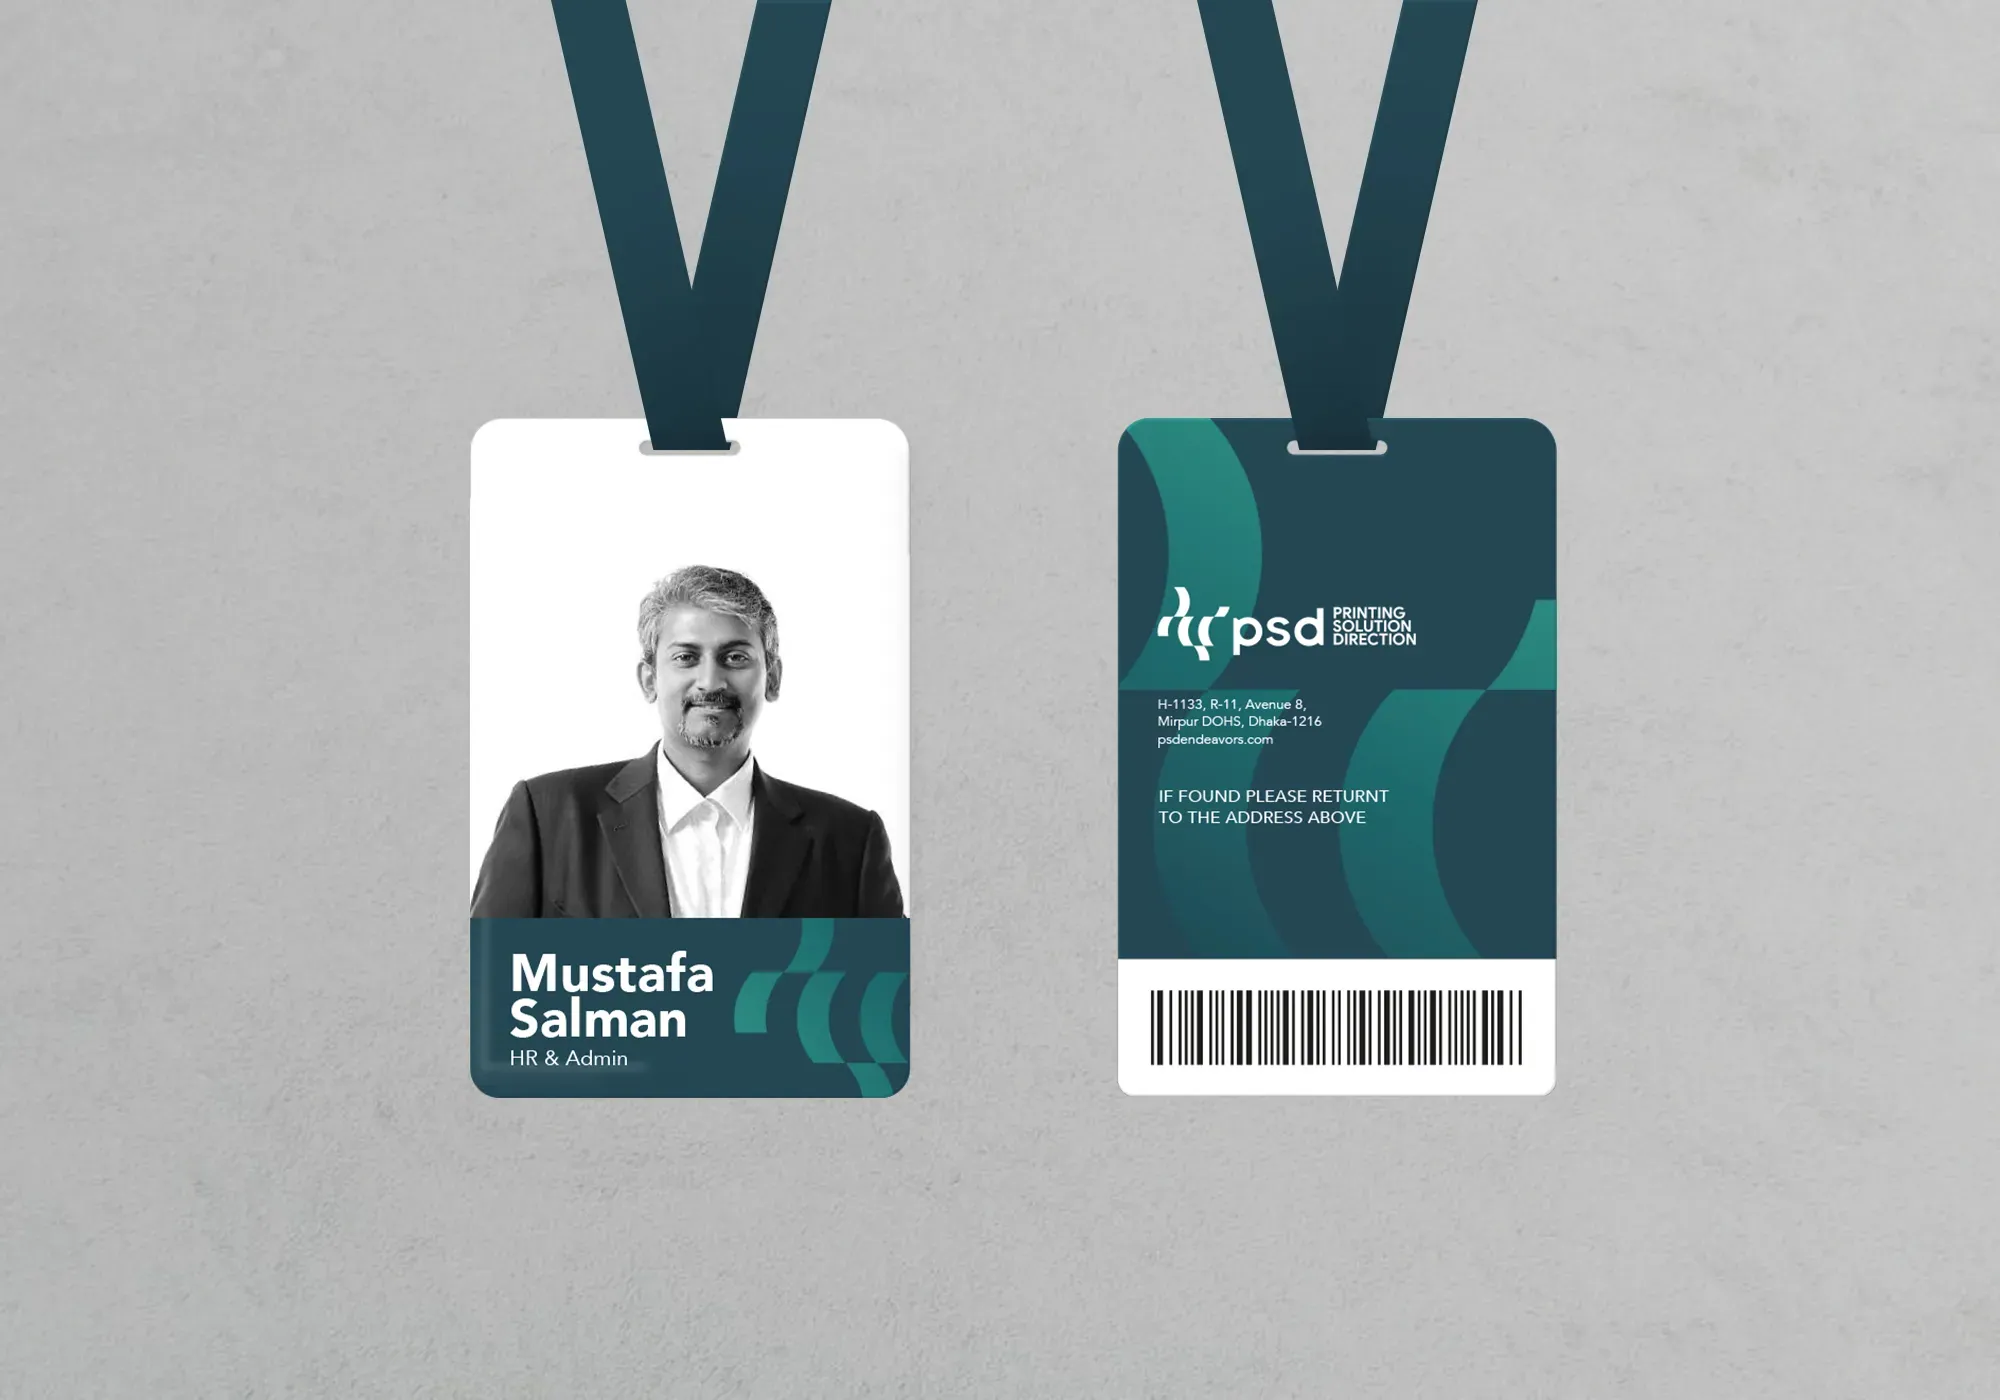 Mustafa
Salman
HR & Admin
psd
PRINTING
SOLUTION
DIRECTION
H-1133, R-11, Avenue 8,
Mirpur DOHS, Dhaka-1216
psdendeavors.com
IF FOUND PLEASE RETURNT
TO THE ADDRESS ABOVE